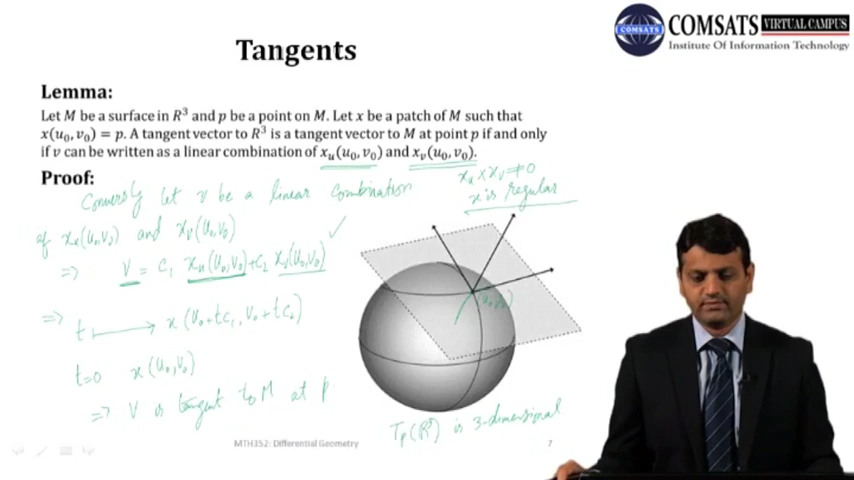 COMSATS
COMSATS VIRTUAL CAMPUS
Institute Of Information Technology
Tangents
Lemma:
Let M be a surface in R³ and p be a point on M. Let x be a patch of M such that
x(u₀, v₀) = p. A tangent vector to R³ is a tangent vector to M at point p if and only
if v can be written as a linear combination of xᵤ(u₀, v₀) and xᵥ(u₀, v₀).
Proof:
xᵤ × xᵥ ≠ 0
x is regular
Conversly let v be a linear combination
of xᵤ(u₀,v₀) and xᵥ(u₀,v₀)
⇒ V = c₁ xᵤ(u₀,v₀) + c₂ xᵥ(u₀,v₀)
⇒ t ⟼ x(u₀+tc₁, v₀+tc₂)
t=0 x(u₀,v₀)
⇒ V is tangent to M at p
(u₀,v₀)
Tₚ(R³) is 3-dimensional
MTH352: Differential Geometry
7